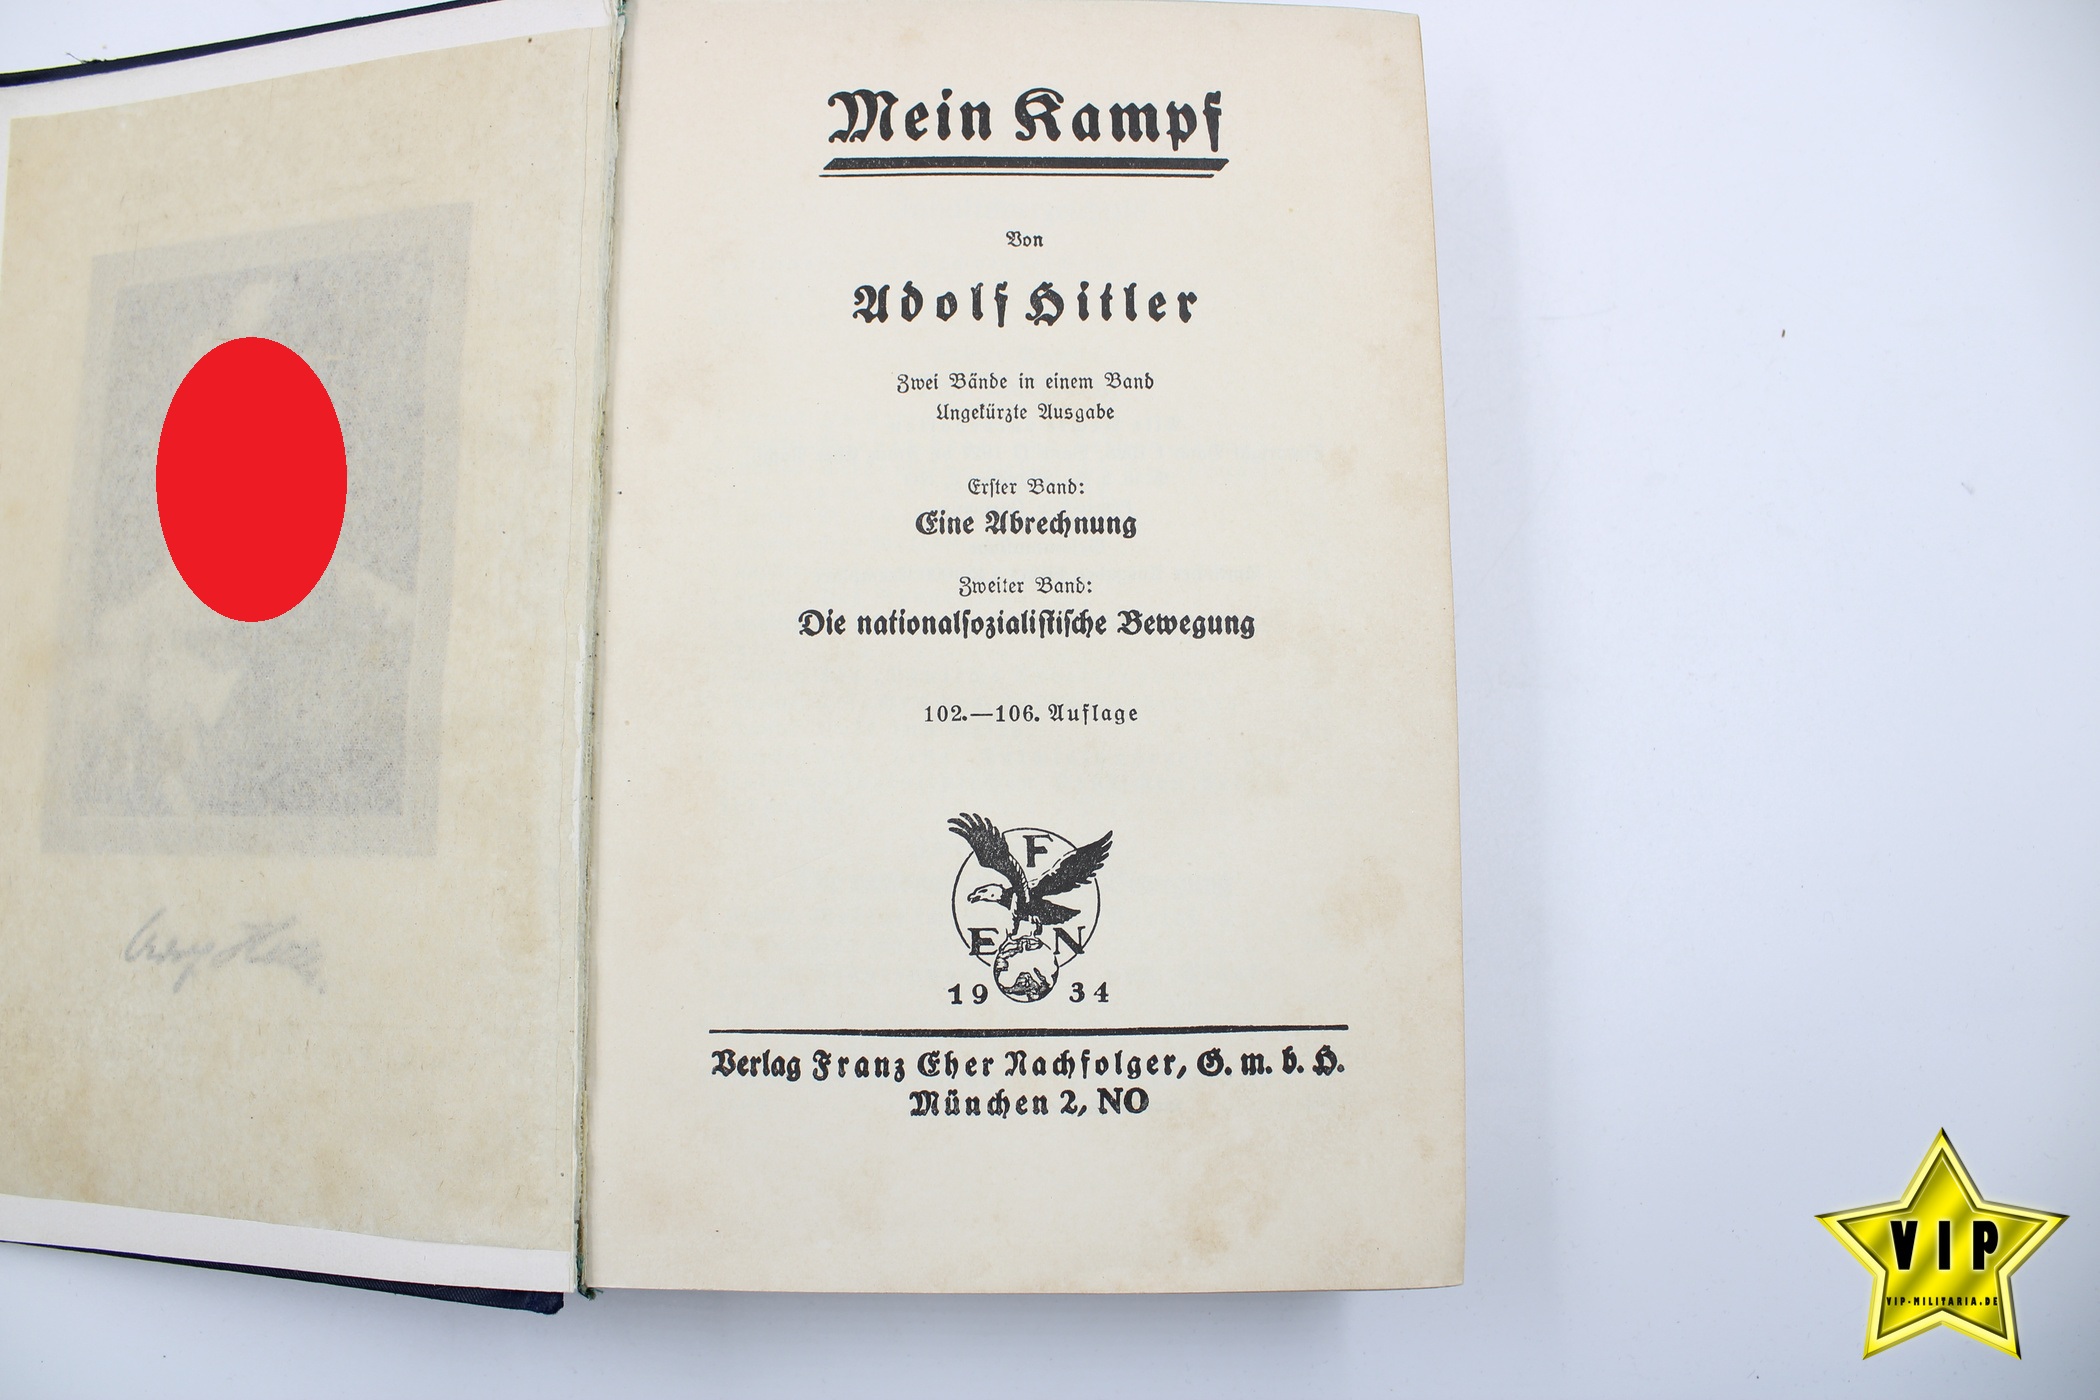 Mein Kampf
Von
Adolf Hitler
Zwei Bände in einem Band
Ungekürzte Ausgabe
Erſter Band:
Eine Abrechnung
Zweiter Band:
Die nationalſozialiſtiſche Bewegung
102.—106. Auflage
F
E N
19 34
Verlag Franz Eher Nachfolger, G. m. b. H.
München 2, NO
VIP
VIP-MILITARIA.DE